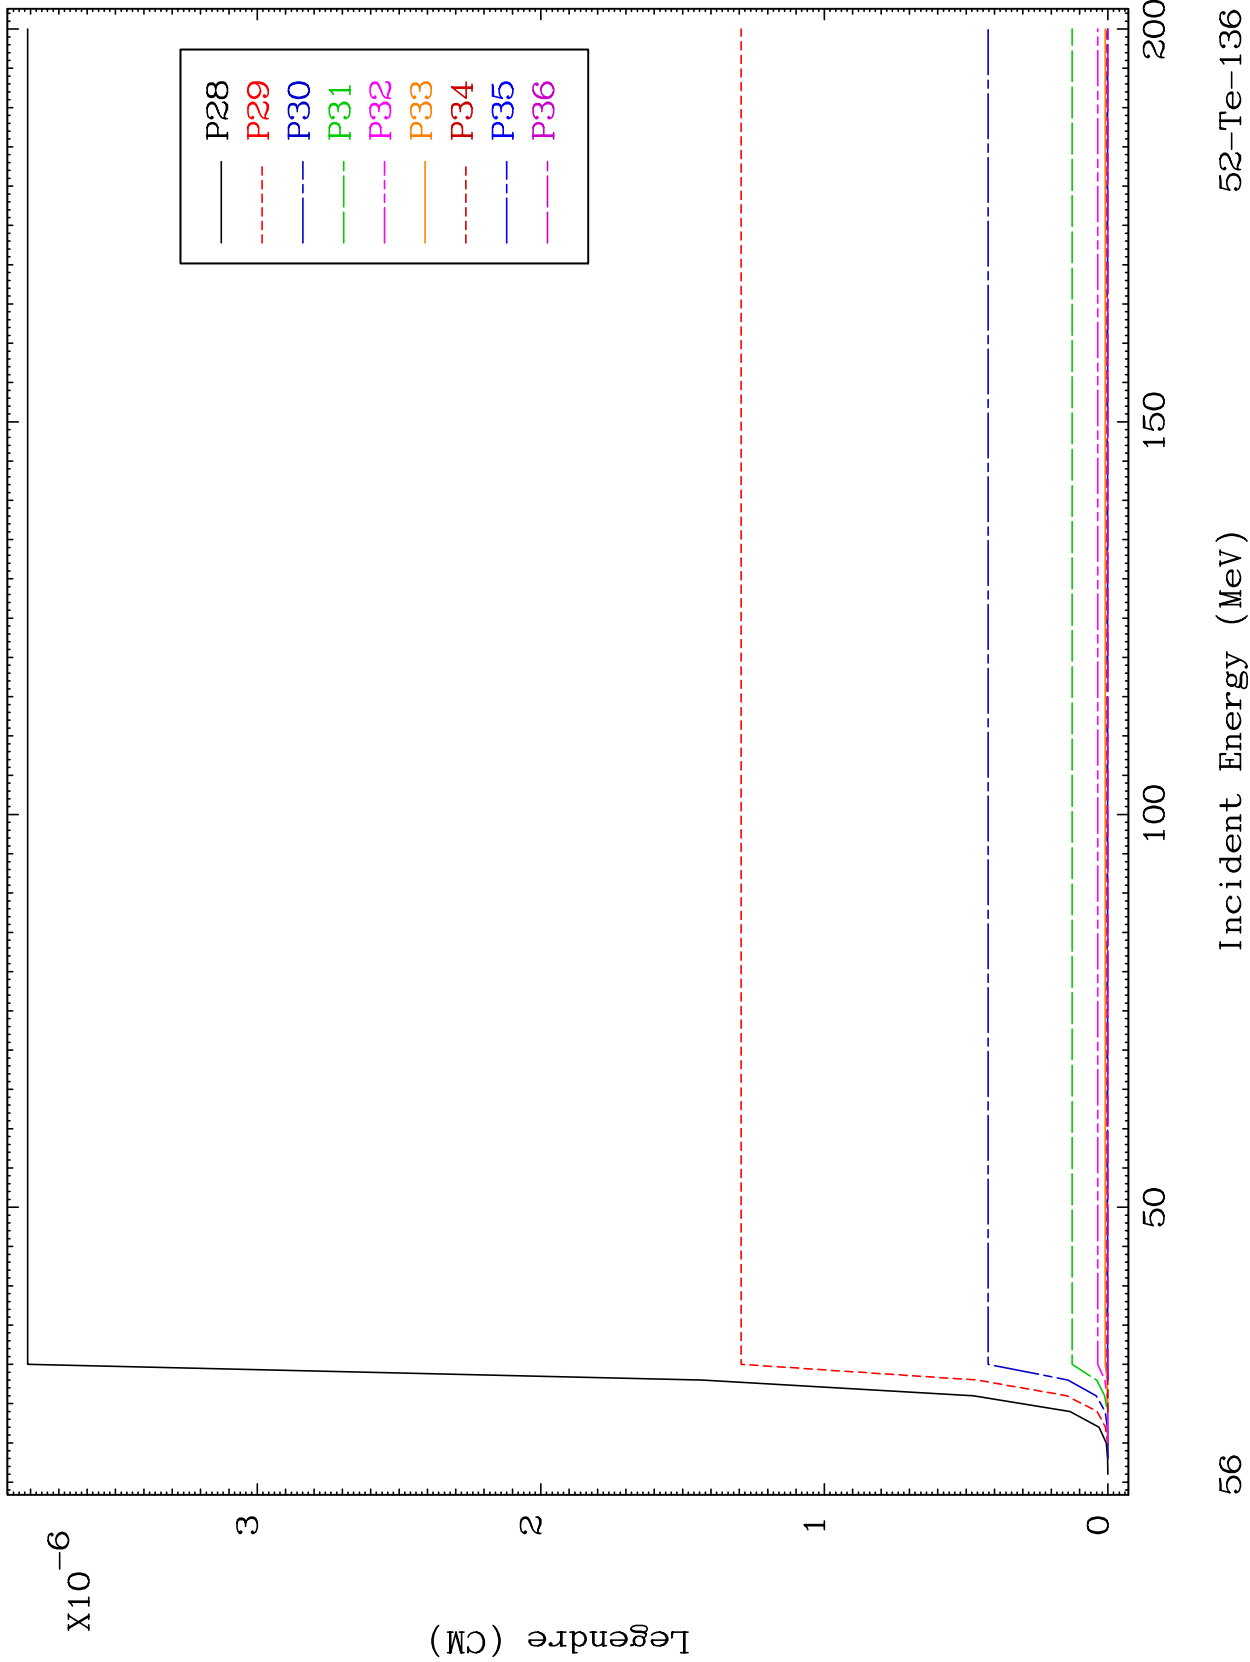 X10
-6
3
2
1
0
Legendre (CM)
P28
P29
P30
P31
P32
P33
P34
P35
P36
50
100
150
200
Incident Energy (MeV)
56
52-Te-136